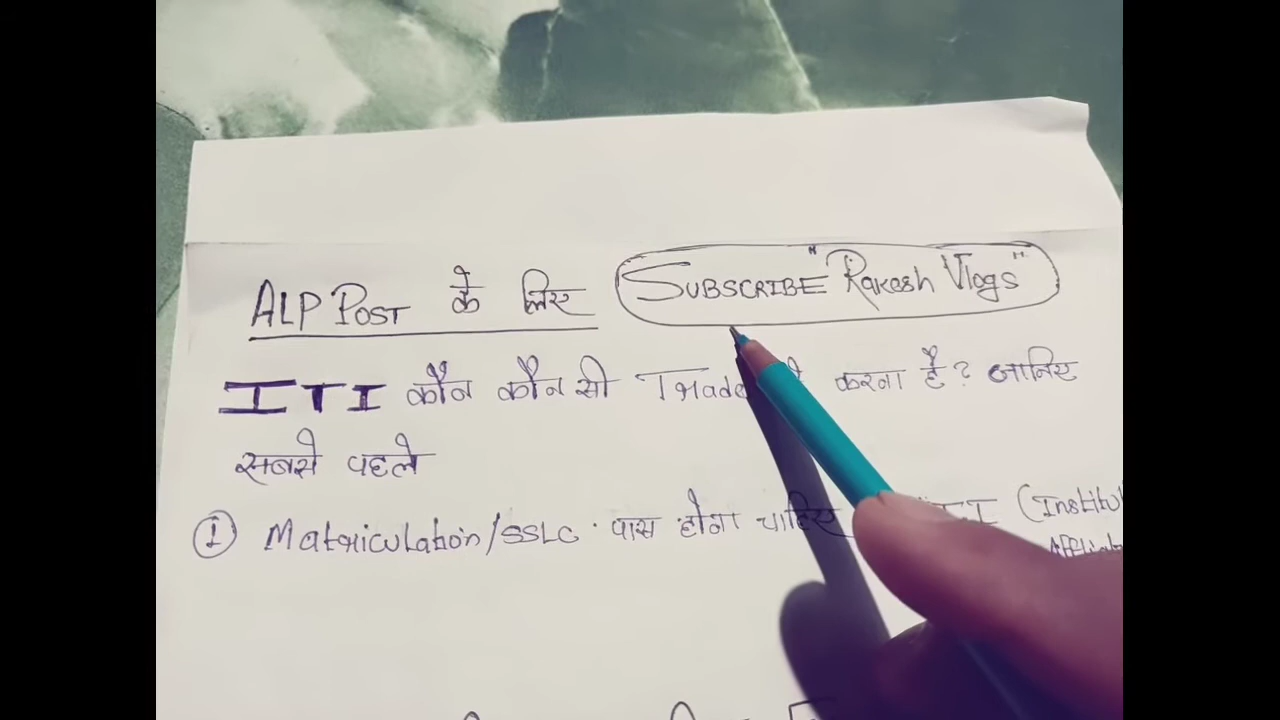 ALP POST के लिए SUBSCRIBE "Rakesh Vlogs"
ITI कौन कौन सी Trade करना है? जानिए
सबसे पहले
① Matriculation/SSLC. पास होना चाहिए